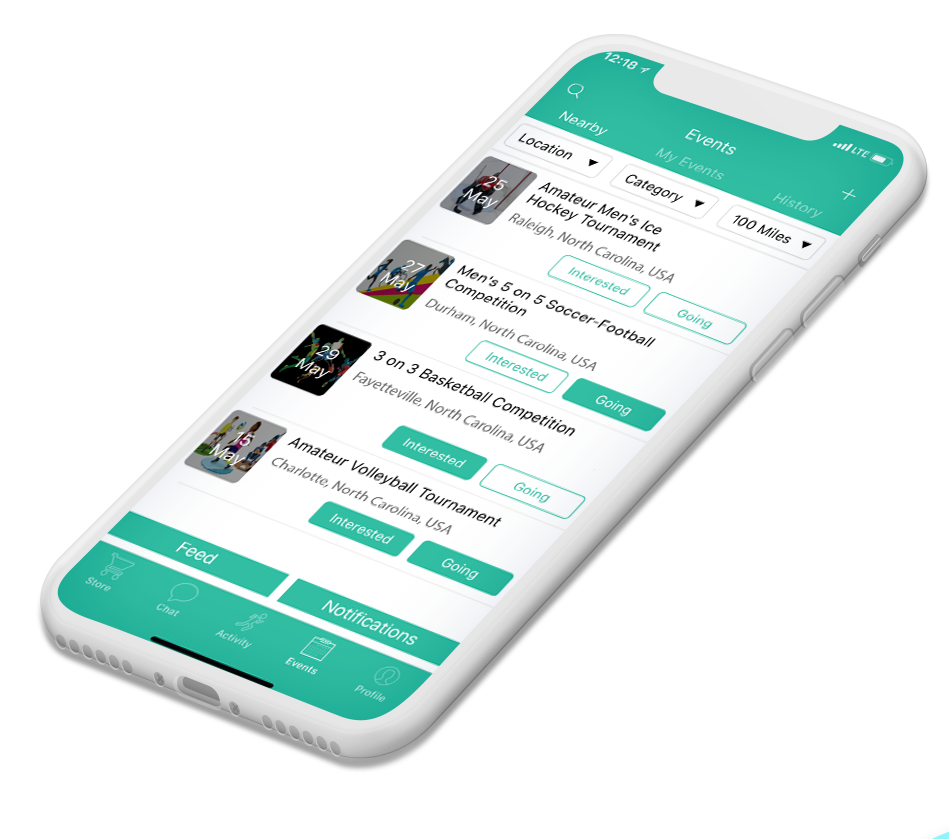 12:18
LTE
Events
Nearby
My Events
History
Location
Category
100 Miles
25
May
Amateur Men's Ice
Hockey Tournament
Raleigh, North Carolina, USA
Interested
Going
27
May
Men's 5 on 5 Soccer-Football
Competition
Durham, North Carolina, USA
Interested
Going
29
May
3 on 3 Basketball Competition
Fayetteville, North Carolina, USA
Interested
Going
15
May
Amateur Volleyball Tournament
Charlotte, North Carolina, USA
Interested
Going
Feed
Notifications
Store
Chat
Activity
Events
Profile